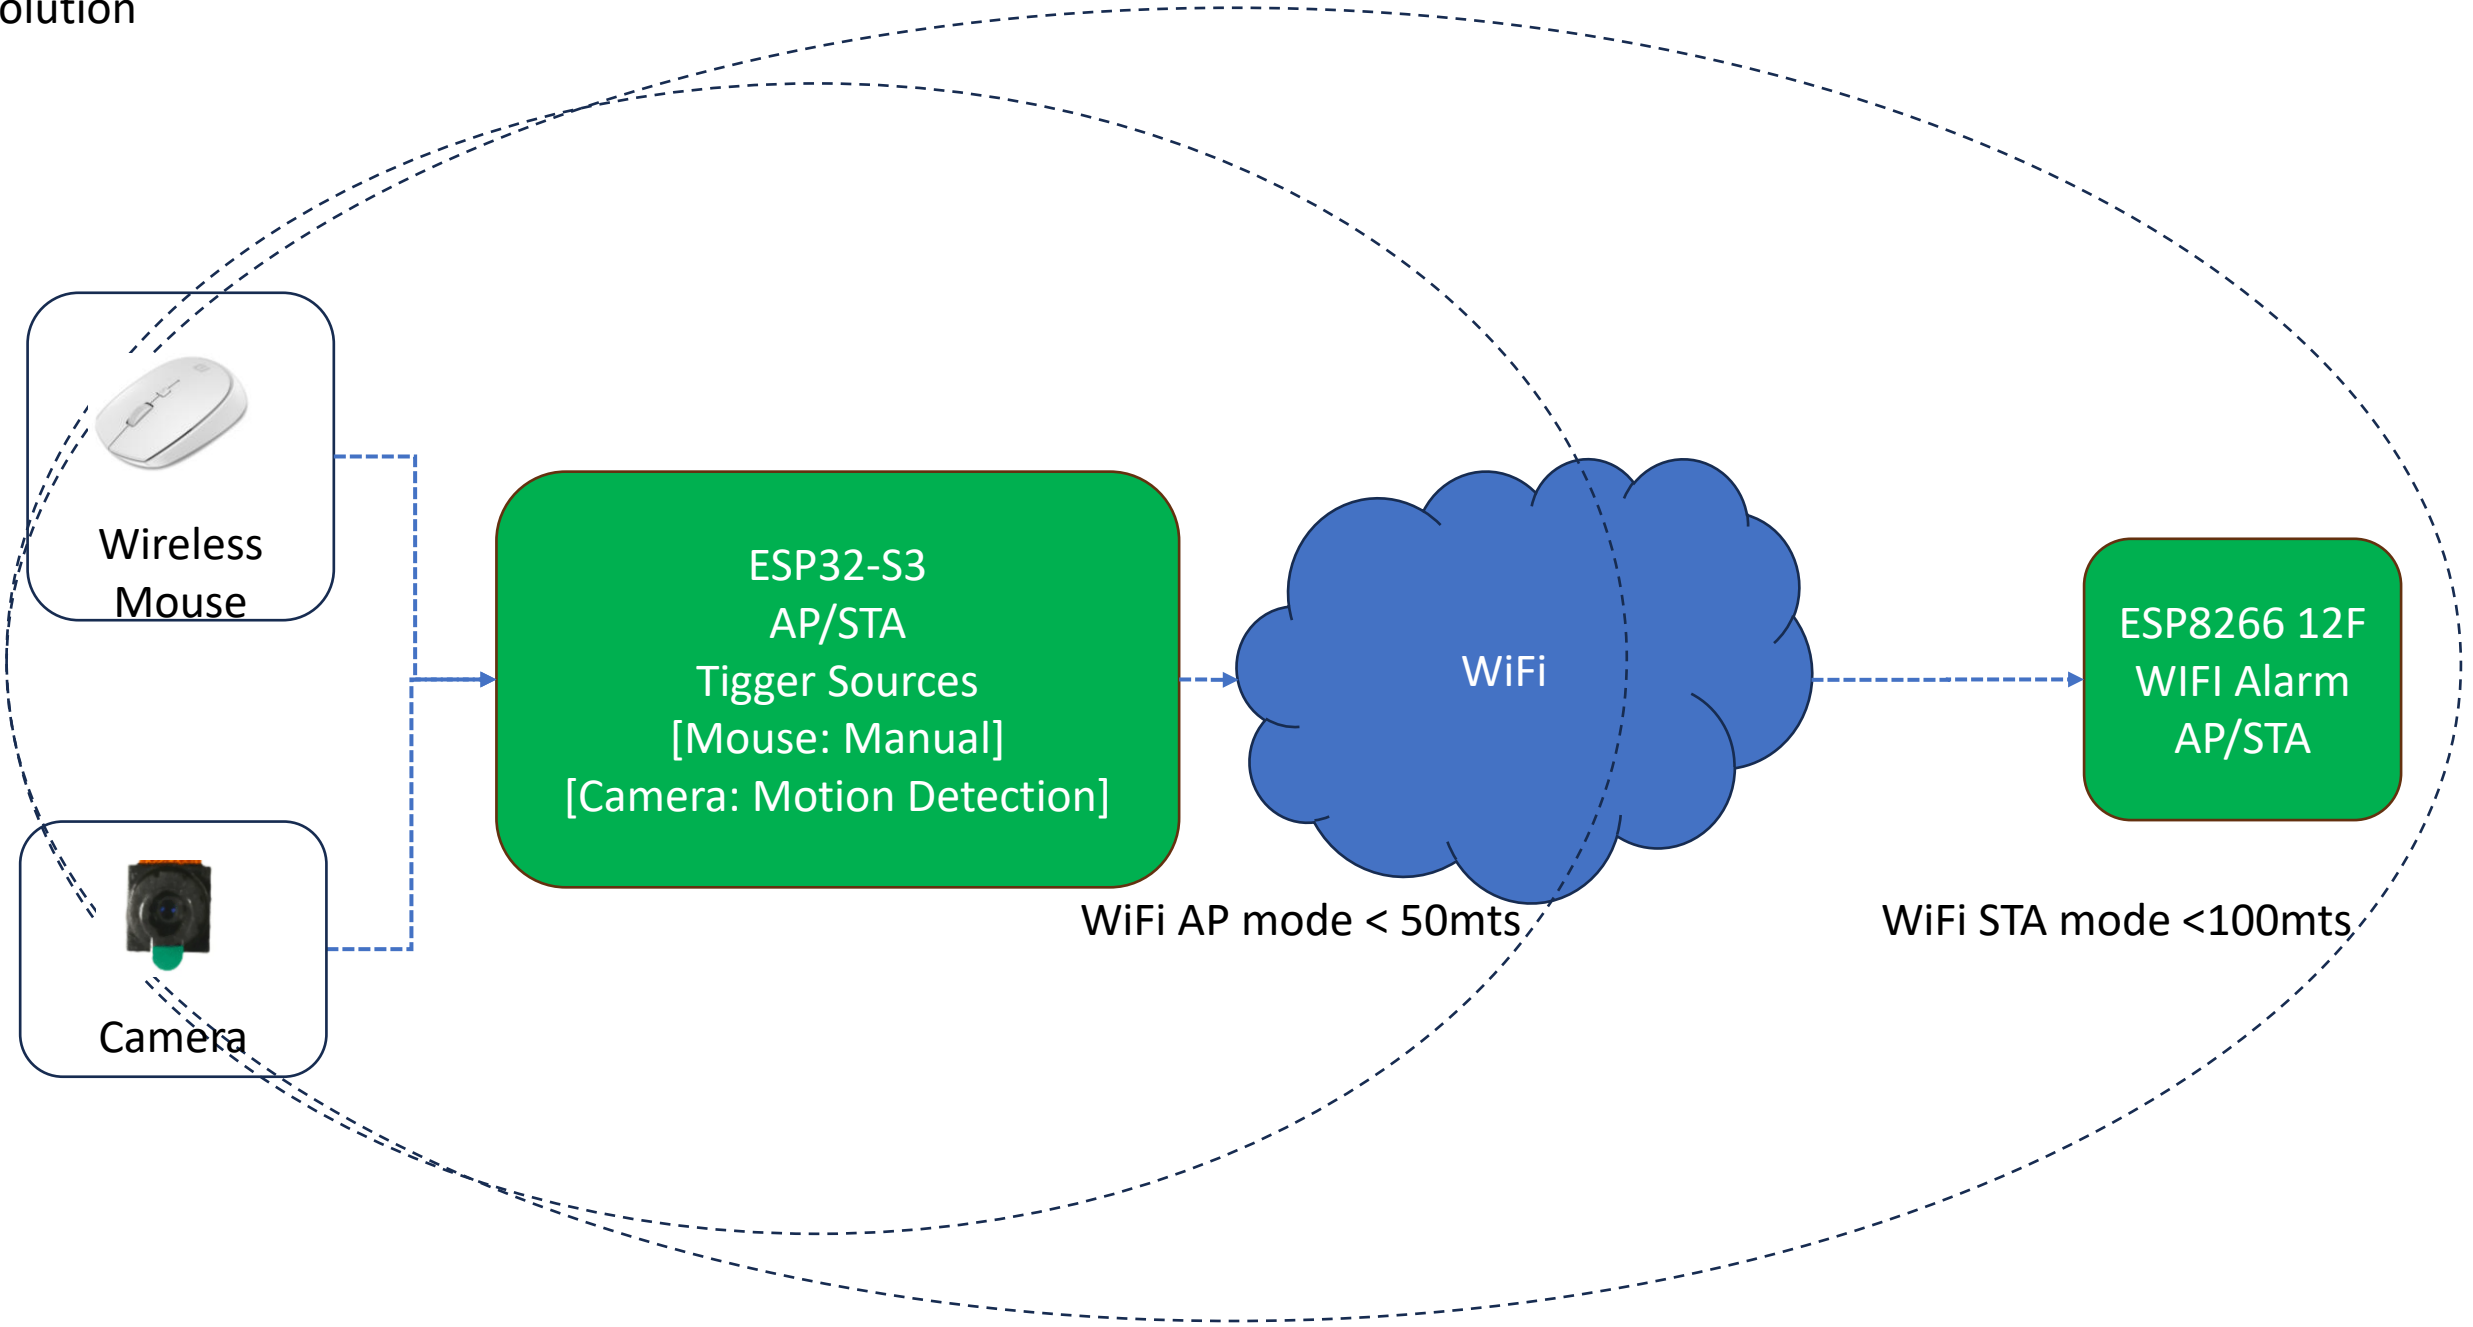 olution
Wireless
Mouse
ESP32-S3
AP/STA
Tigger Sources
[Mouse: Manual]
[Camera: Motion Detection]
WiFi
ESP8266 12F
WIFI Alarm
AP/STA
WiFi AP mode < 50mts
WiFi STA mode <100mts
Camera